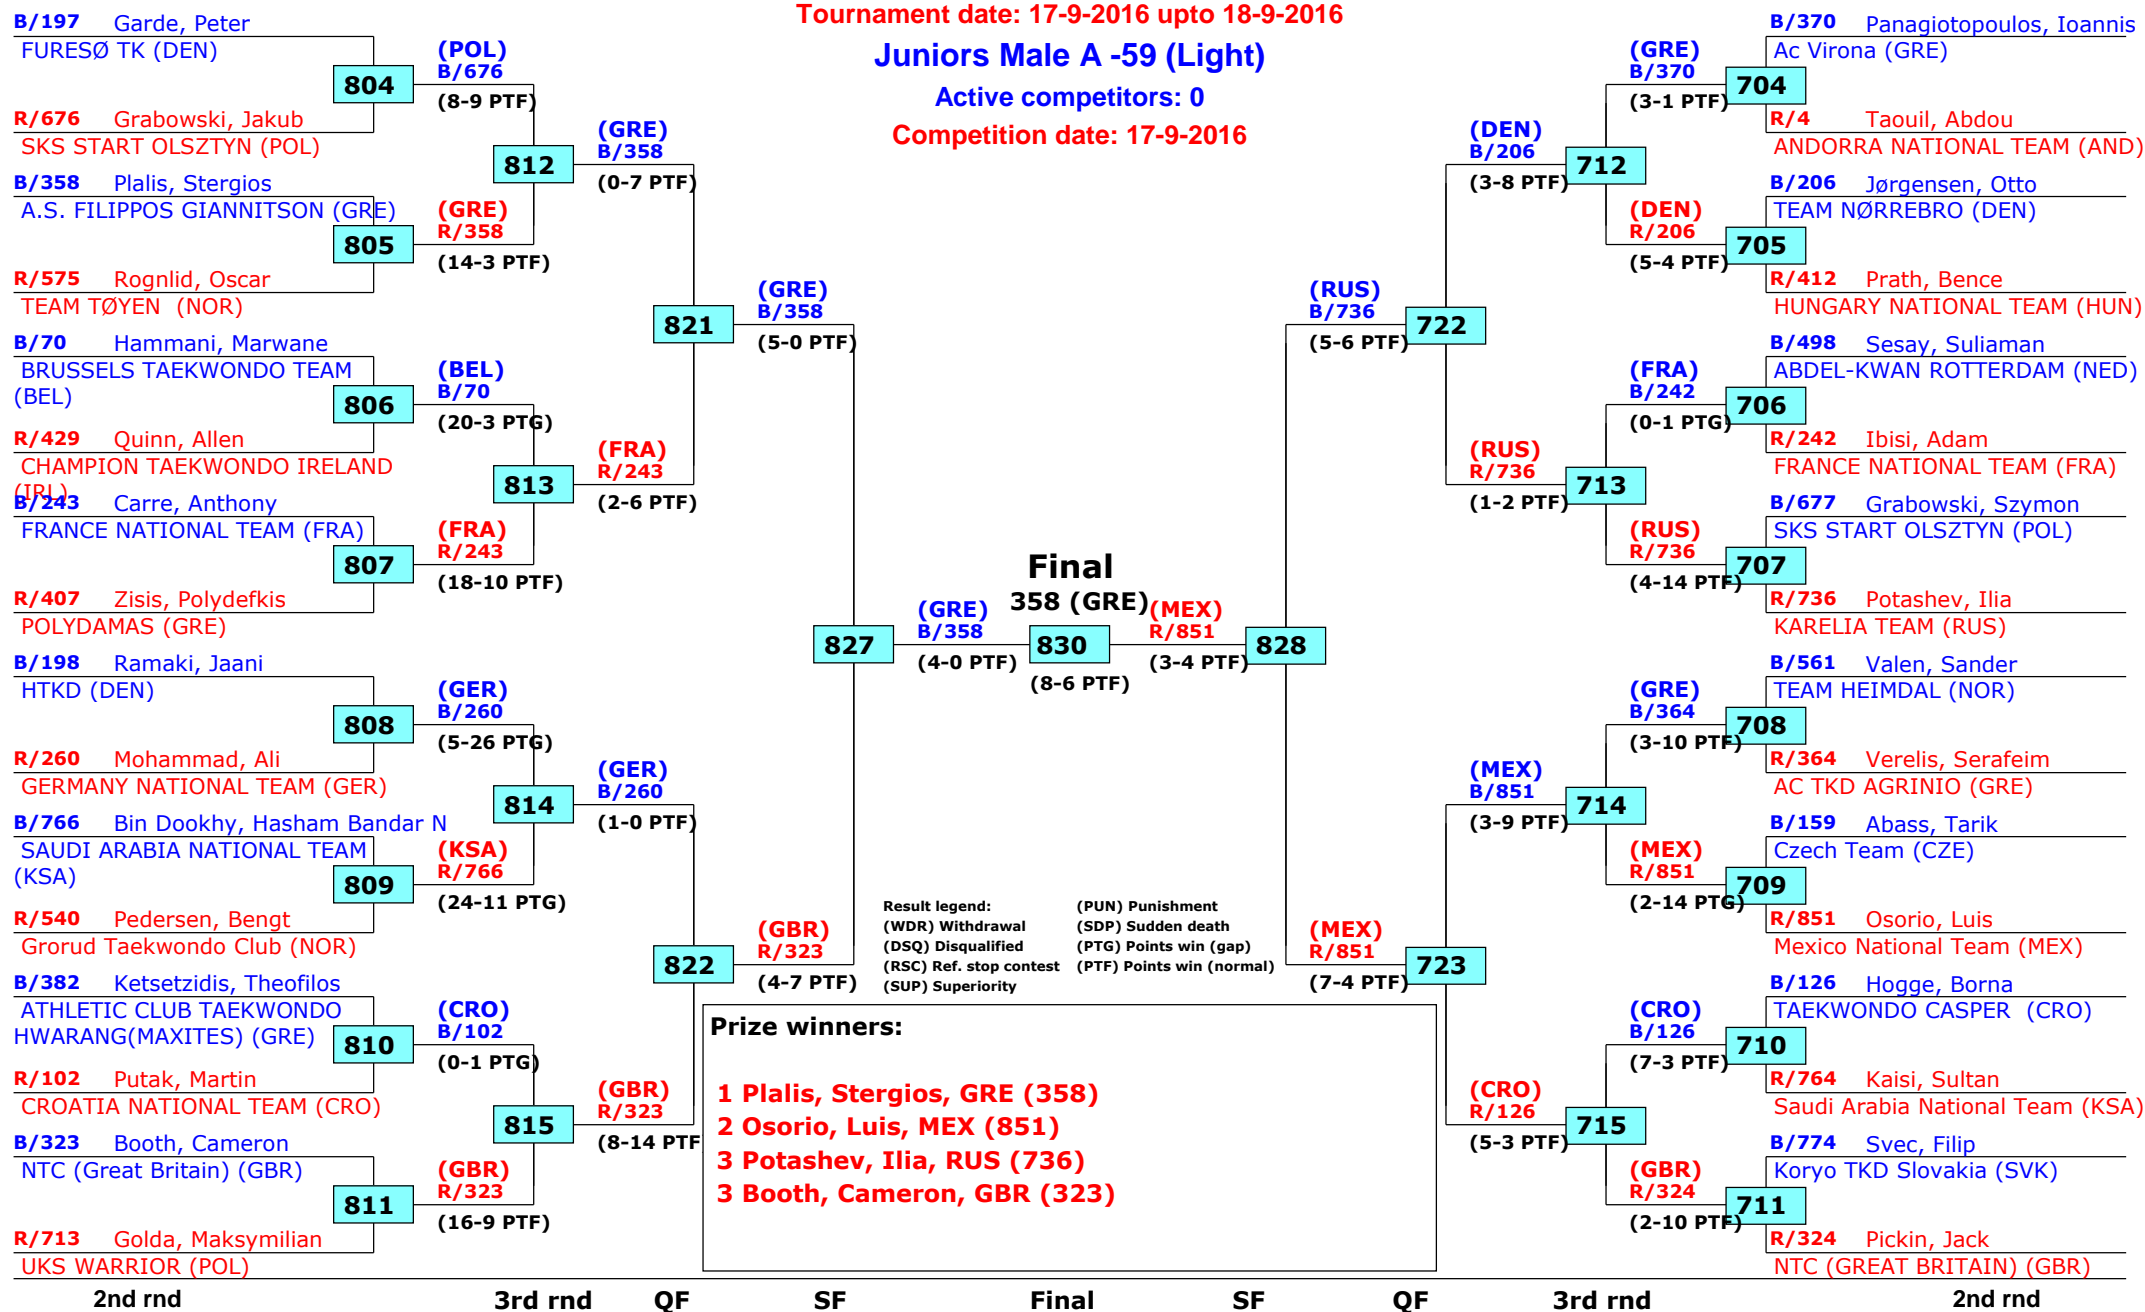 Tournament date: 17-9-2016 upto 18-9-2016
Juniors Male A -59 (Light)
Active competitors: 0
Competition date: 17-9-2016
B/197 Garde, Peter
FURESØ TK (DEN)
804
R/676 Grabowski, Jakub
SKS START OLSZTYN (POL)
B/358 Plalis, Stergios
A.S. FILIPPOS GIANNITSON (GRE)
805
R/575 Rognlid, Oscar
TEAM TØYEN (NOR)
B/70 Hammani, Marwane
BRUSSELS TAEKWONDO TEAM
(BEL)
806
R/429 Quinn, Allen
CHAMPION TAEKWONDO IRELAND
(IRL)
B/243 Carre, Anthony
FRANCE NATIONAL TEAM (FRA)
807
R/407 Zisis, Polydefkis
POLYDAMAS (GRE)
B/198 Ramaki, Jaani
HTKD (DEN)
808
R/260 Mohammad, Ali
GERMANY NATIONAL TEAM (GER)
B/766 Bin Dookhy, Hasham Bandar N
SAUDI ARABIA NATIONAL TEAM
(KSA)
809
R/540 Pedersen, Bengt
Grorud Taekwondo Club (NOR)
B/382 Ketsetzidis, Theofilos
ATHLETIC CLUB TAEKWONDO
HWARANG(MAXITES) (GRE)
810
R/102 Putak, Martin
CROATIA NATIONAL TEAM (CRO)
B/323 Booth, Cameron
NTC (Great Britain) (GBR)
811
R/713 Golda, Maksymilian
UKS WARRIOR (POL)
(POL)
B/676
(8-9 PTF)
812
(GRE)
R/358
(14-3 PTF)
(BEL)
B/70
(20-3 PTG)
813
(FRA)
R/243
(18-10 PTF)
(GER)
B/260
(5-26 PTG)
814
(KSA)
R/766
(24-11 PTG)
(CRO)
B/102
(0-1 PTG)
815
(GBR)
R/323
(16-9 PTF)
(GRE)
B/358
(0-7 PTF)
821
(FRA)
R/243
(2-6 PTF)
(GER)
B/260
(1-0 PTF)
822
(GBR)
R/323
(8-14 PTF
(GRE)
B/358
(5-0 PTF)
827
(GBR)
R/323
(4-7 PTF)
(GRE)
B/358
(4-0 PTF)
Final
358 (GRE)
830
(8-6 PTF)
(MEX)
R/851
(3-4 PTF)
828
(RUS)
B/736
(5-6 PTF)
722
(MEX)
R/851
(7-4 PTF)
723
(DEN)
B/206
(3-8 PTF)
712
(RUS)
R/736
(1-2 PTF)
713
(MEX)
B/851
(3-9 PTF)
714
(CRO)
R/126
(5-3 PTF)
715
(GRE)
B/370
(3-1 PTF)
(DEN)
R/206
(5-4 PTF)
(FRA)
B/242
(0-1 PTG)
(RUS)
R/736
(4-14 PTF)
(GRE)
B/364
(3-10 PTF)
(MEX)
R/851
(2-14 PTG)
(CRO)
B/126
(7-3 PTF)
(GBR)
R/324
(2-10 PTF)
B/370 Panagiotopoulos, Ioannis
Ac Virona (GRE)
704
R/4 Taouil, Abdou
ANDORRA NATIONAL TEAM (AND)
B/206 Jørgensen, Otto
TEAM NØRREBRO (DEN)
705
R/412 Prath, Bence
HUNGARY NATIONAL TEAM (HUN)
B/498 Sesay, Suliaman
ABDEL-KWAN ROTTERDAM (NED)
706
R/242 Ibisi, Adam
FRANCE NATIONAL TEAM (FRA)
B/677 Grabowski, Szymon
SKS START OLSZTYN (POL)
707
R/736 Potashev, Ilia
KARELIA TEAM (RUS)
B/561 Valen, Sander
TEAM HEIMDAL (NOR)
708
R/364 Verelis, Serafeim
AC TKD AGRINIO (GRE)
B/159 Abass, Tarik
Czech Team (CZE)
709
R/851 Osorio, Luis
Mexico National Team (MEX)
B/126 Hogge, Borna
TAEKWONDO CASPER (CRO)
710
R/764 Kaisi, Sultan
Saudi Arabia National Team (KSA)
B/774 Svec, Filip
Koryo TKD Slovakia (SVK)
711
R/324 Pickin, Jack
NTC (GREAT BRITAIN) (GBR)
Result legend: (PUN) Punishment
(WDR) Withdrawal (SDP) Sudden death
(DSQ) Disqualified (PTG) Points win (gap)
(RSC) Ref. stop contest (PTF) Points win (normal)
(SUP) Superiority
Prize winners:
1 Plalis, Stergios, GRE (358)
2 Osorio, Luis, MEX (851)
3 Potashev, Ilia, RUS (736)
3 Booth, Cameron, GBR (323)
2nd rnd 3rd rnd QF SF Final SF QF 3rd rnd 2nd rnd